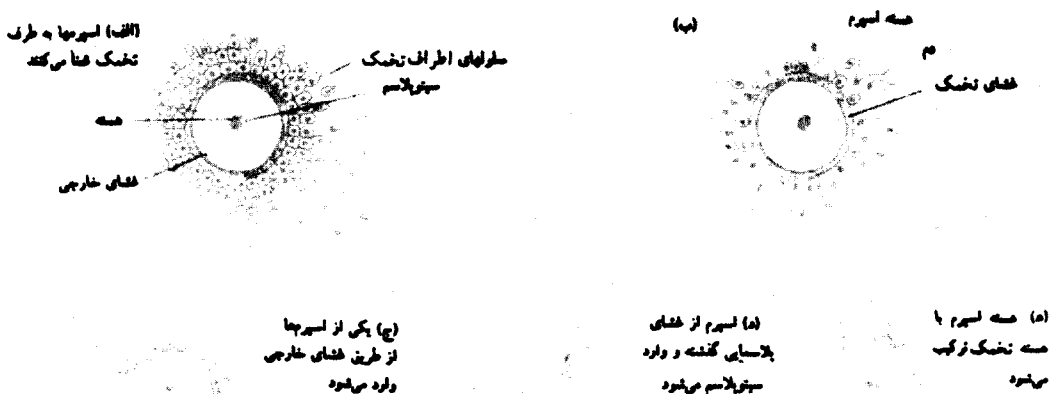 (الف) اسپرمها به طرف
تخمک شنا می‌کنند
سلولهای اطراف تخمک
سیتوپلاسم
هسته
غشای خارجی
(ب)
هسته اسپرم
دم
غشای تخمک
(ج) یکی از اسپرم‌ها
از طریق غشای خارجی
وارد می‌شود
(د) اسپرم از غشای
پلاسمایی گذشته و وارد
سیتوپلاسم می‌شود
(ه) هسته اسپرم با
هسته تخمک ترکیب
می‌شود